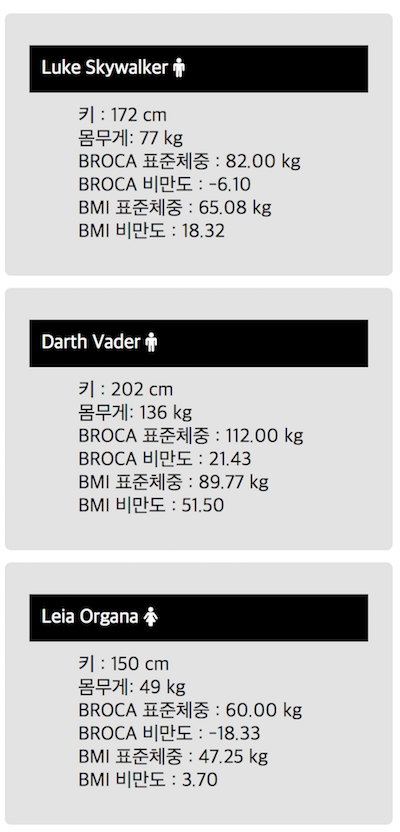 Luke Skywalker
키 : 172 cm
몸무게: 77 kg
BROCA 표준체중 : 82.00 kg
BROCA 비만도 : -6.10
BMI 표준체중 : 65.08 kg
BMI 비만도 : 18.32
Darth Vader
키 : 202 cm
몸무게: 136 kg
BROCA 표준체중 : 112.00 kg
BROCA 비만도 : 21.43
BMI 표준체중 : 89.77 kg
BMI 비만도 : 51.50
Leia Organa
키 : 150 cm
몸무게: 49 kg
BROCA 표준체중 : 60.00 kg
BROCA 비만도 : -18.33
BMI 표준체중 : 47.25 kg
BMI 비만도 : 3.70